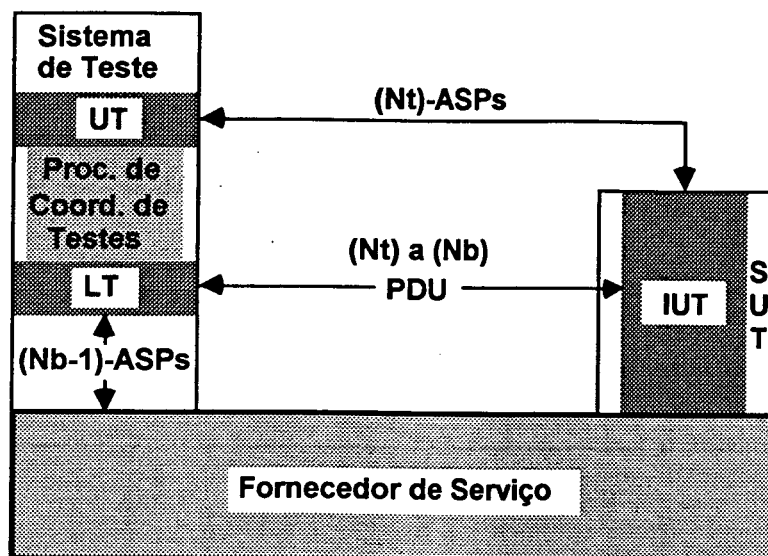 Sistema
de Teste
UT
(Nt)-ASPs
Proc. de
Coord. de
Testes
(Nt) a (Nb)
PDU
LT
IUT
S
U
T
(Nb-1)-ASPs
Fornecedor de Serviço